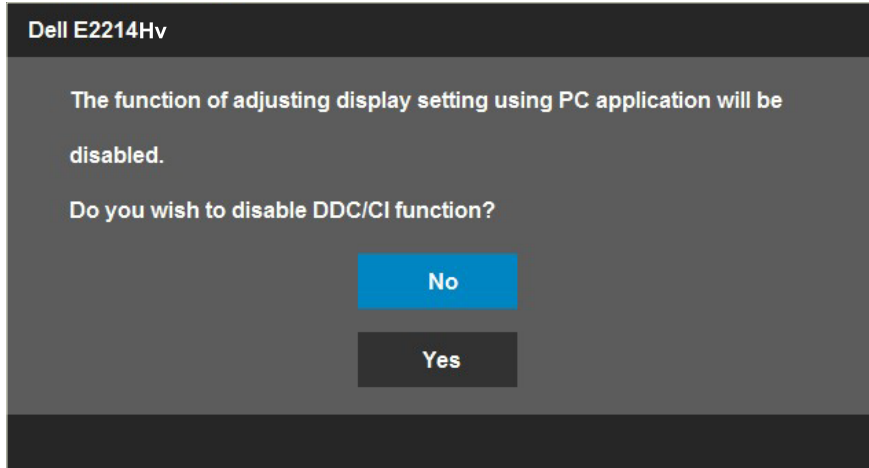 Dell E2214Hv
The function of adjusting display setting using PC application will be
disabled.
Do you wish to disable DDC/CI function?
No
Yes